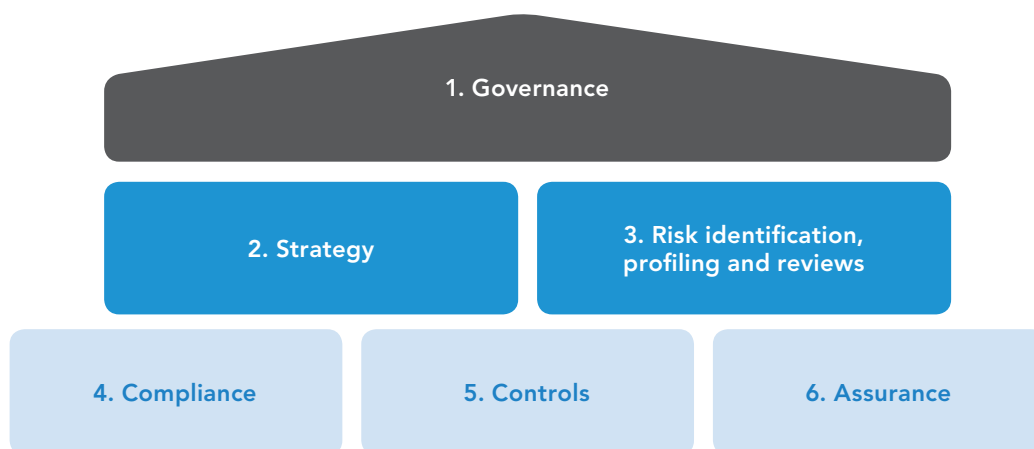 1. Governance
2. Strategy
3. Risk identification,
profiling and reviews
4. Compliance
5. Controls
6. Assurance